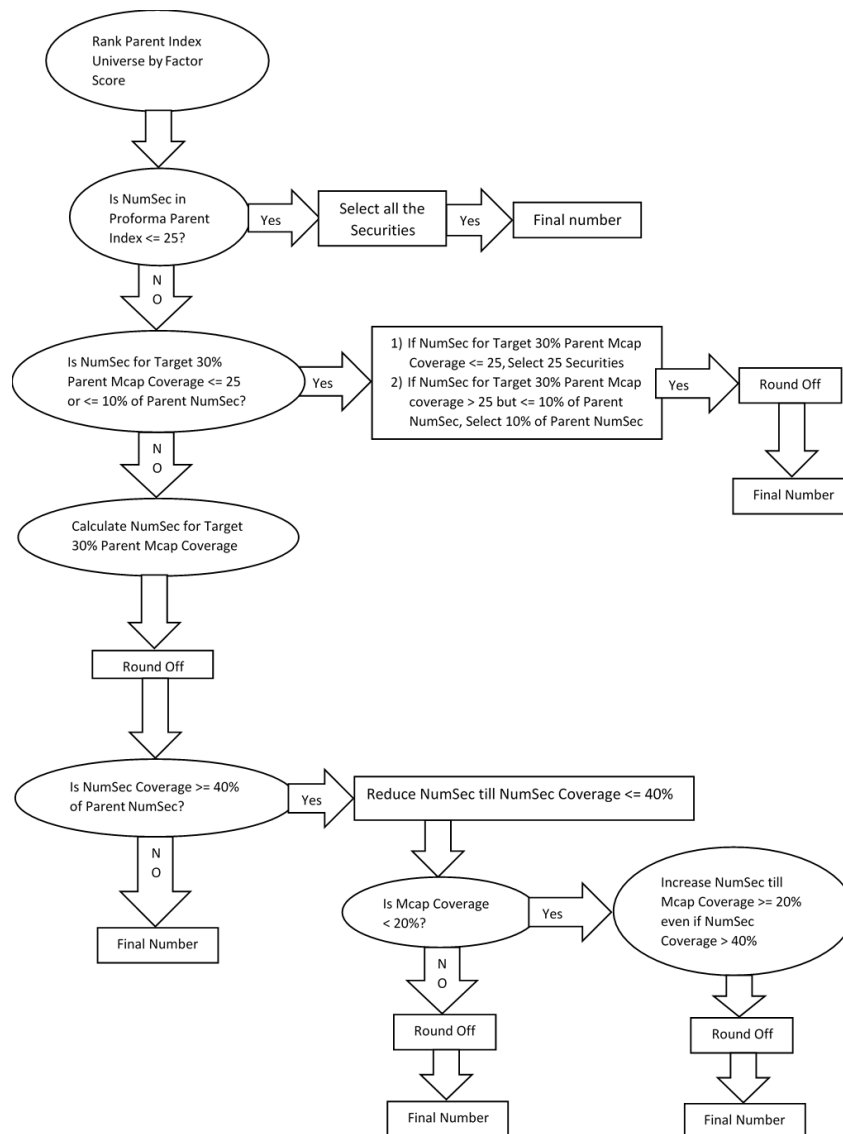 Rank Parent Index
Universe by Factor
Score
Is NumSec in
Proforma Parent
Index <= 25?
Yes
Select all the
Securities
Yes
Final number
N
O
Is NumSec for Target 30%
Parent Mcap Coverage <= 25
or <= 10% of Parent NumSec?
Yes
1) If NumSec for Target 30% Parent Mcap
Coverage <= 25, Select 25 Securities
2) If NumSec for Target 30% Parent Mcap
coverage > 25 but <= 10% of Parent
NumSec, Select 10% of Parent NumSec
Yes
Round Off
Final Number
N
O
Calculate NumSec for Target
30% Parent Mcap Coverage
Round Off
Is NumSec Coverage >= 40%
of Parent NumSec?
Yes
Reduce NumSec till NumSec Coverage <= 40%
N
O
Final Number
Is Mcap Coverage
< 20%?
Yes
Increase NumSec till
Mcap Coverage >= 20%
even if NumSec
Coverage > 40%
N
O
Round Off
Final Number
Round Off
Final Number